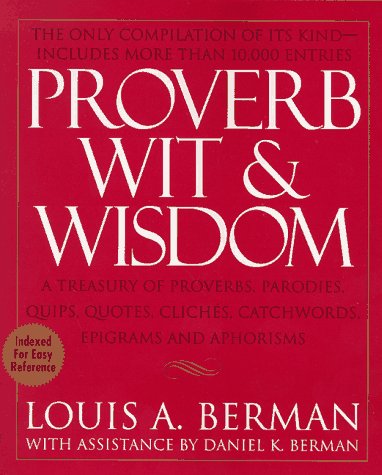 THE ONLY COMPILATION OF ITS KIND—
INCLUDES MORE THAN 10,000 ENTRIES
PROVERB
WIT &
WISDOM
A TREASURY OF PROVERBS, PARODIES,
QUIPS, QUOTES, CLICHÉS, CATCHWORDS,
EPIGRAMS AND APHORISMS
Indexed
For Easy
Reference
LOUIS A. BERMAN
WITH ASSISTANCE BY DANIEL K. BERMAN